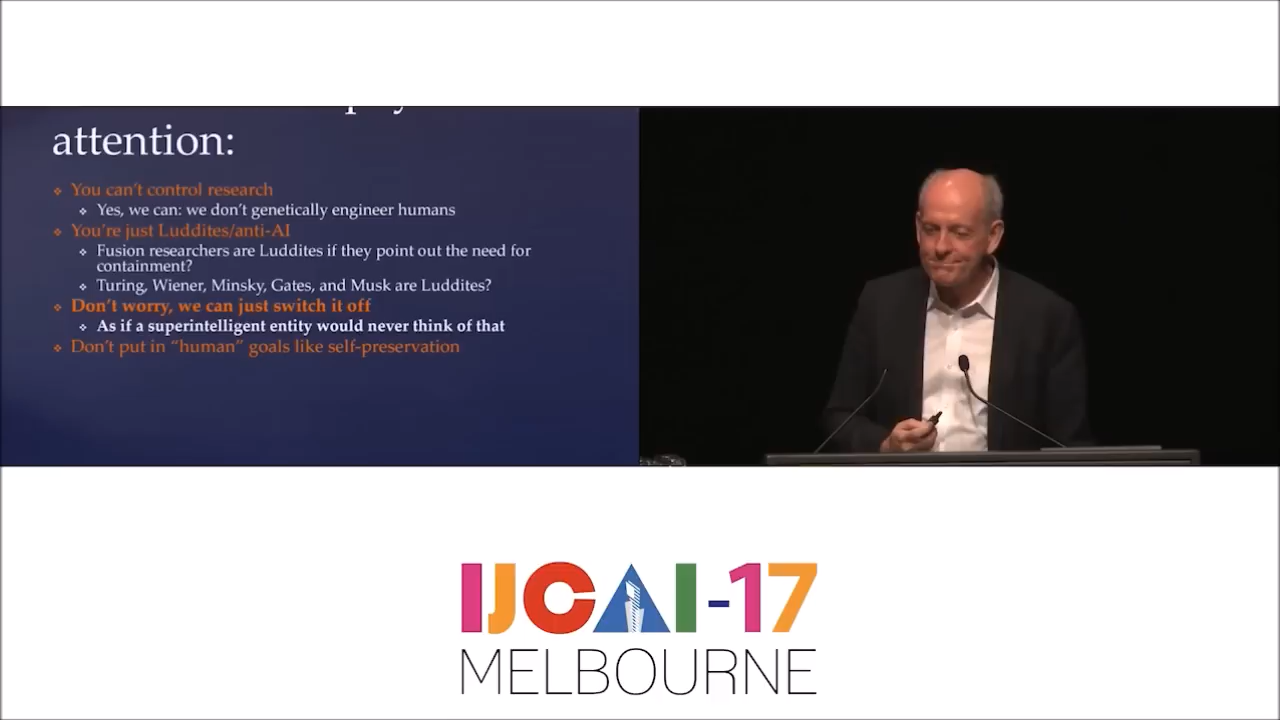 attention:
You can't control research
Yes, we can: we don't genetically engineer humans
You're just Luddites/anti-AI
Fusion researchers are Luddites if they point out the need for
containment?
Turing, Wiener, Minsky, Gates, and Musk are Luddites?
Don't worry, we can just switch it off
As if a superintelligent entity would never think of that
Don't put in "human" goals like self-preservation
IJCAI-17
MELBOURNE